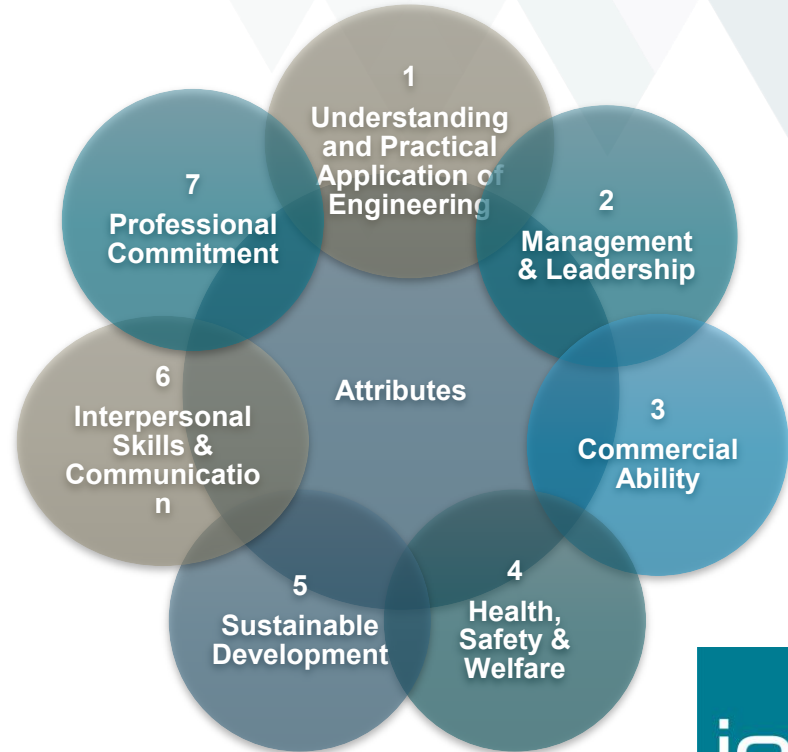 1
Understanding
and Practical
Application of
Engineering
2
Management
& Leadership
3
Commercial
Ability
4
Health,
Safety &
Welfare
5
Sustainable
Development
6
Interpersonal
Skills &
Communicatio
n
7
Professional
Commitment
Attributes